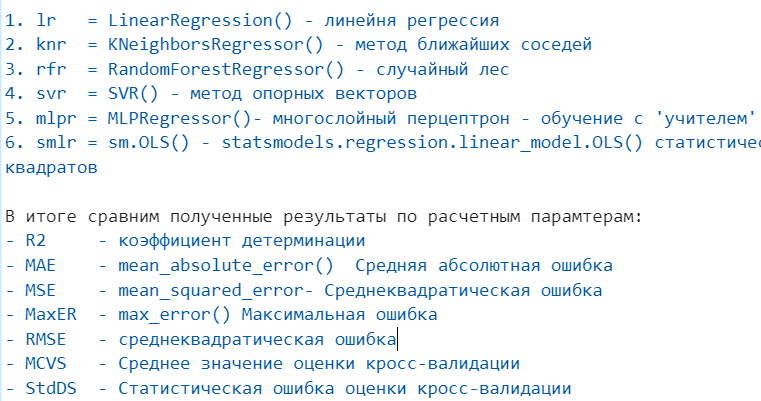 1. lr   = LinearRegression() - линейня регрессия
2. knr  = KNeighborsRegressor() - метод ближайших соседей
3. rfr  = RandomForestRegressor() - случайный лес
4. svr  = SVR() - метод опорных векторов
5. mlpr = MLPRegressor()- многослойный перцептрон - обучение с 'учителем'
6. smlr = sm.OLS() - statsmodels.regression.linear_model.OLS() статистичес
квадратов
В итоге сравним полученные результаты по расчетным парамтерам:
- R2     - коэффициент детерминации
- MAE    - mean_absolute_error()  Средняя абсолютная ошибка
- MSE    - mean_squared_error- Среднеквадратическая ошибка
- MaxER  - max_error() Максимальная ошибка
- RMSE   - среднеквадратическая ошибка
- MCVS   - Среднее значение оценки кросс-валидации
- StdDS  - Статистическая ошибка оценки кросс-валидации